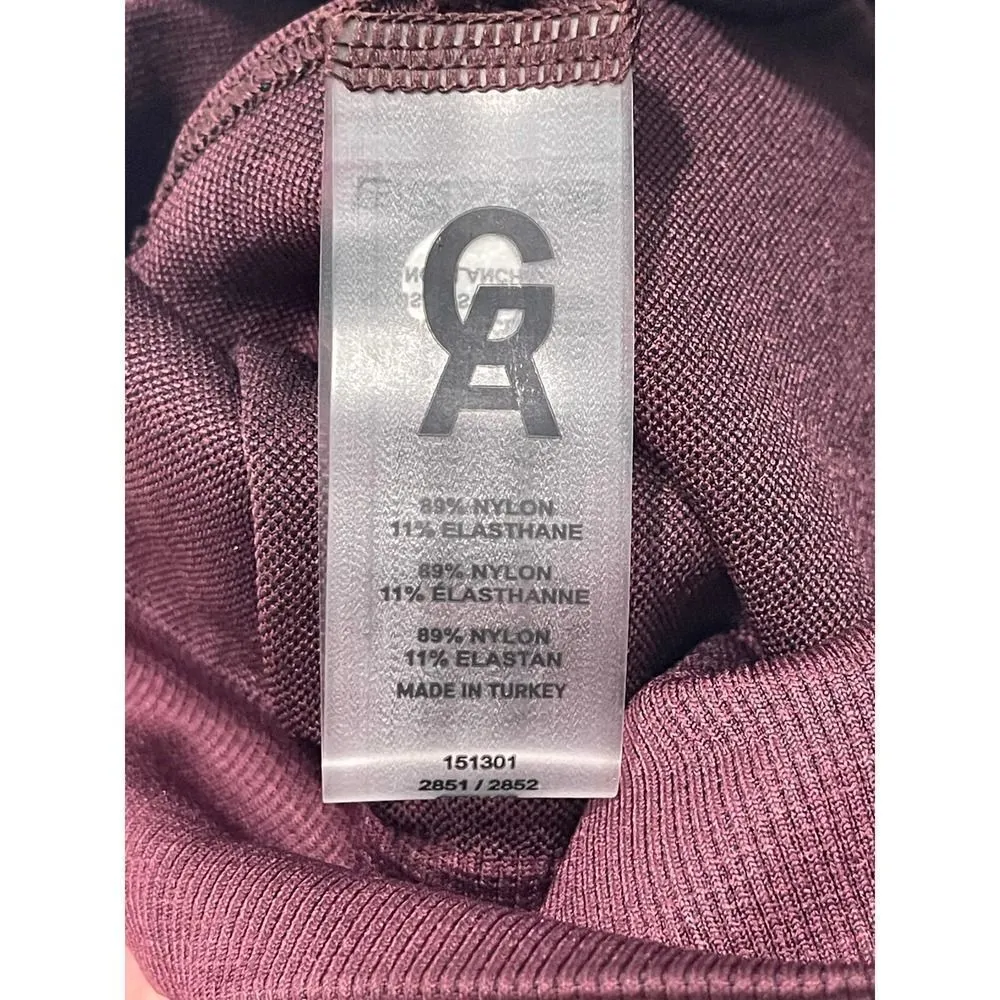 GA
89% NYLON
11% ELASTHANE
89% NYLON
11% ÉLASTHANNE
89% NYLON
11% ELASTAN
MADE IN TURKEY
151301
2851 / 2852